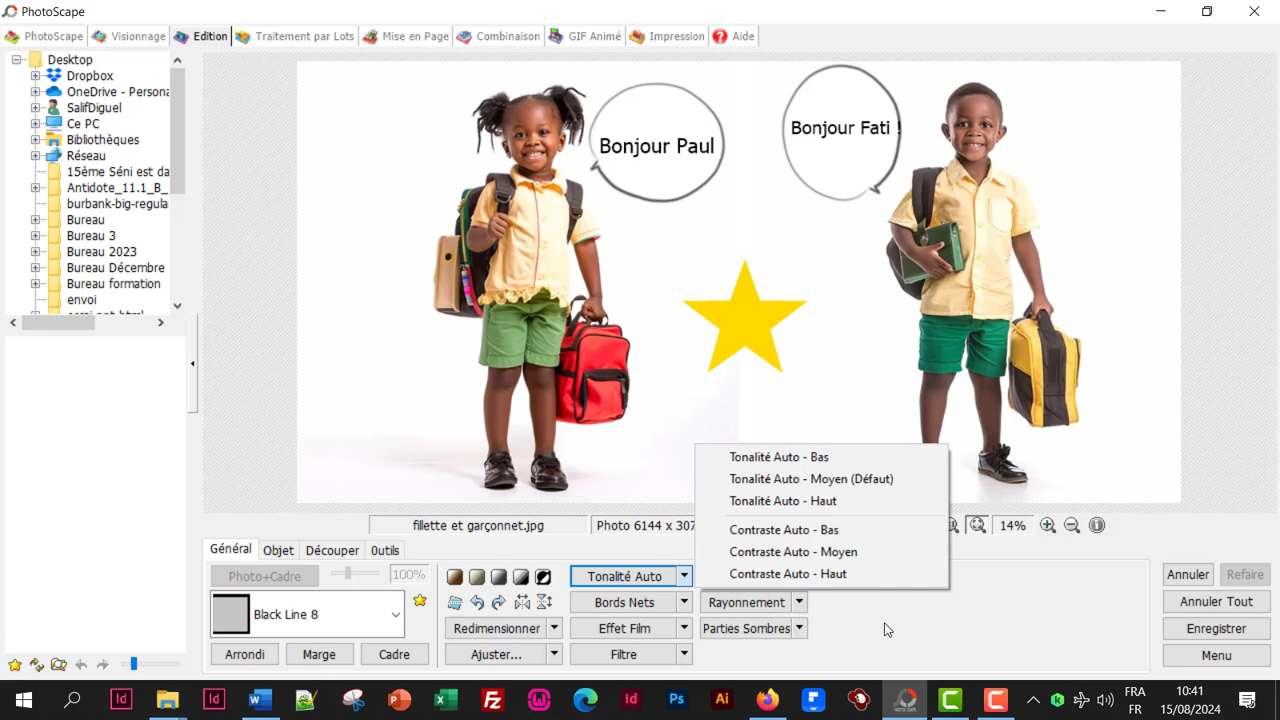 PhotoScape
PhotoScape Visionnage Edition Traitement par Lots Mise en Page Combinaison GIF Animé Impression Aide
Desktop
Dropbox
OneDrive - Persona
SalifDiguel
Ce PC
Bibliothèques
Réseau
15ème Séni est da
Antidote_11.1_B_
burbank-big-regula
Bureau
Bureau 3
Bureau 2023
Bureau Décembre
Bureau formation
envoi
Bonjour Paul
Bonjour Fati !
Tonalité Auto - Bas
Tonalité Auto - Moyen (Défaut)
Tonalité Auto - Haut
Contraste Auto - Bas
Contraste Auto - Moyen
Contraste Auto - Haut
fillette et garçonnet.jpg Photo 6144 x 307 14%
Général Objet Découper Outils
Photo+Cadre 100% Tonalité Auto Annuler Refaire
Black Line 8 Bords Nets Rayonnement Annuler Tout
Redimensionner Effet Film Parties Sombres Enregistrer
Arrondi Marge Cadre Ajuster... Filtre Menu
FRA 10:41
FR 15/08/2024